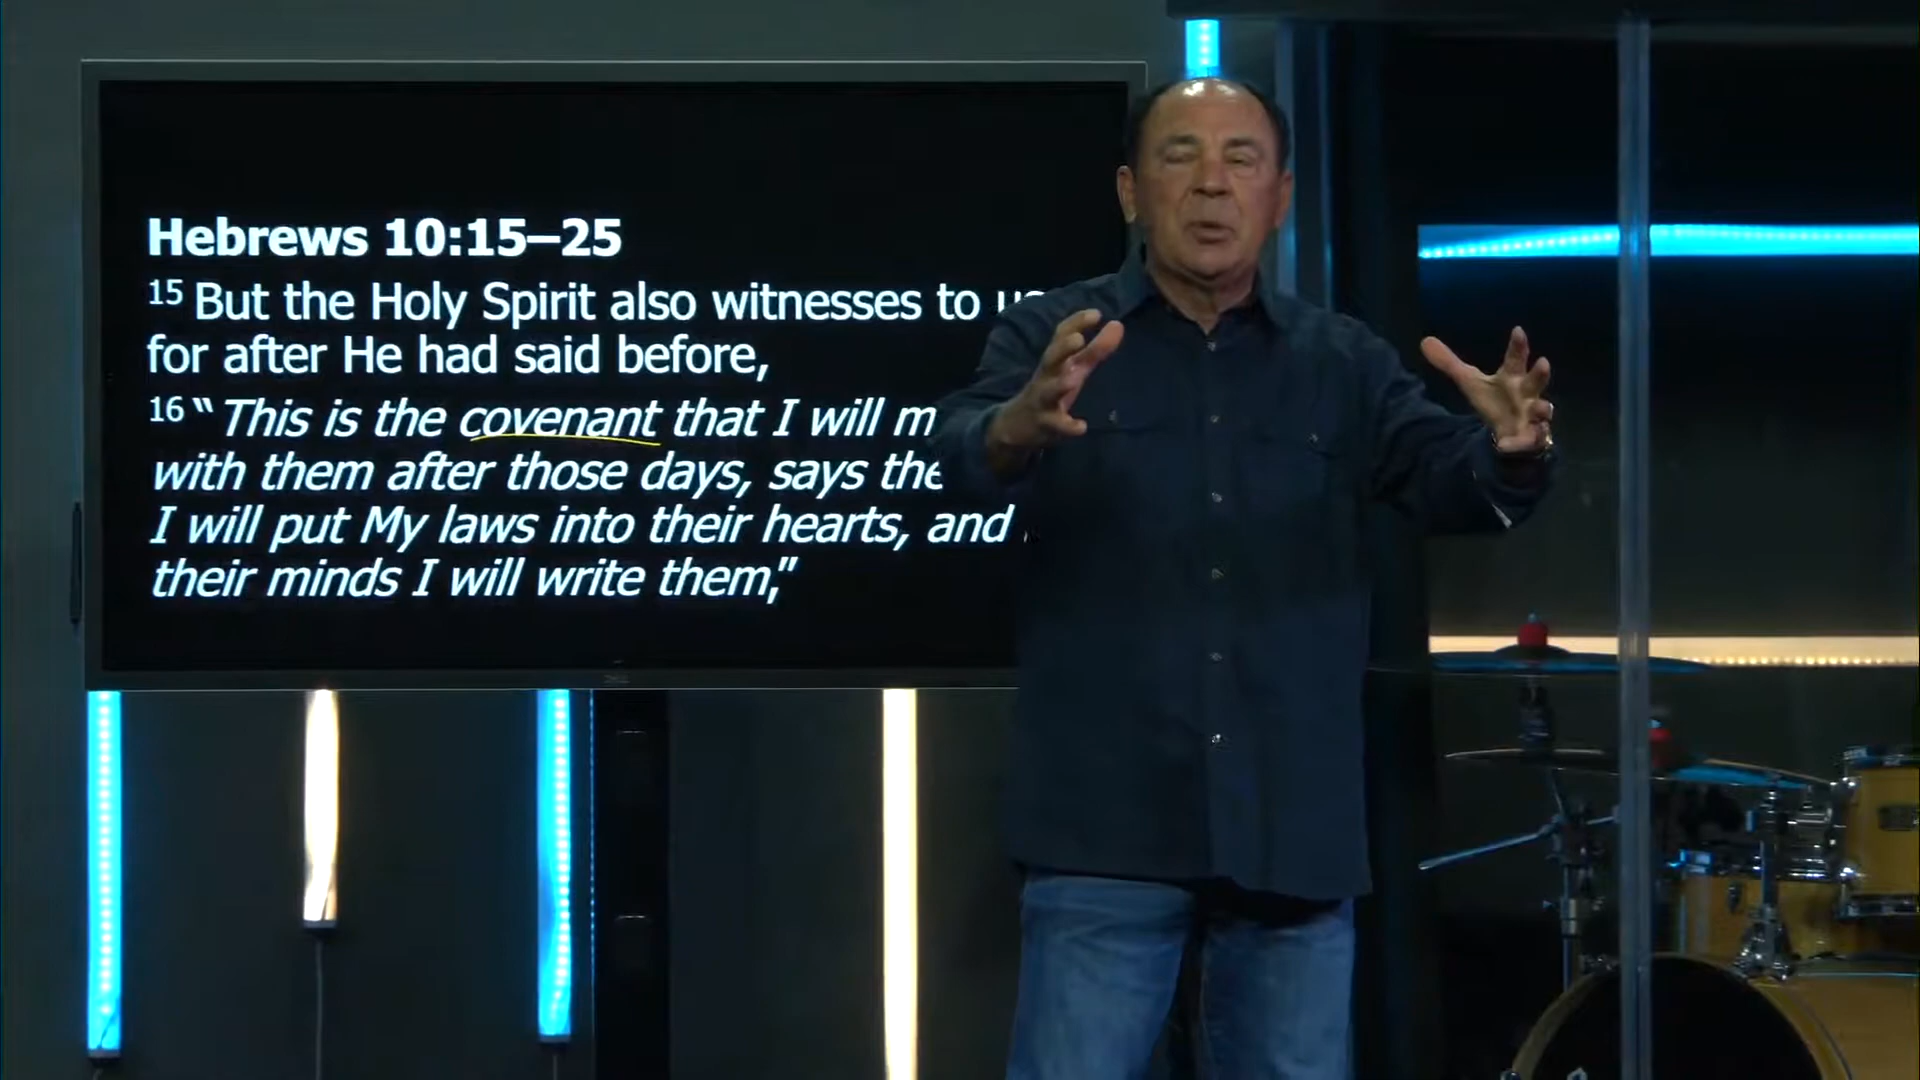 Hebrews 10:15–25
15 But the Holy Spirit also witnesses to us
for after He had said before,
16 “This is the covenant that I will
with them after those days, says the
I will put My laws into their hearts, and
their minds I will write them,”